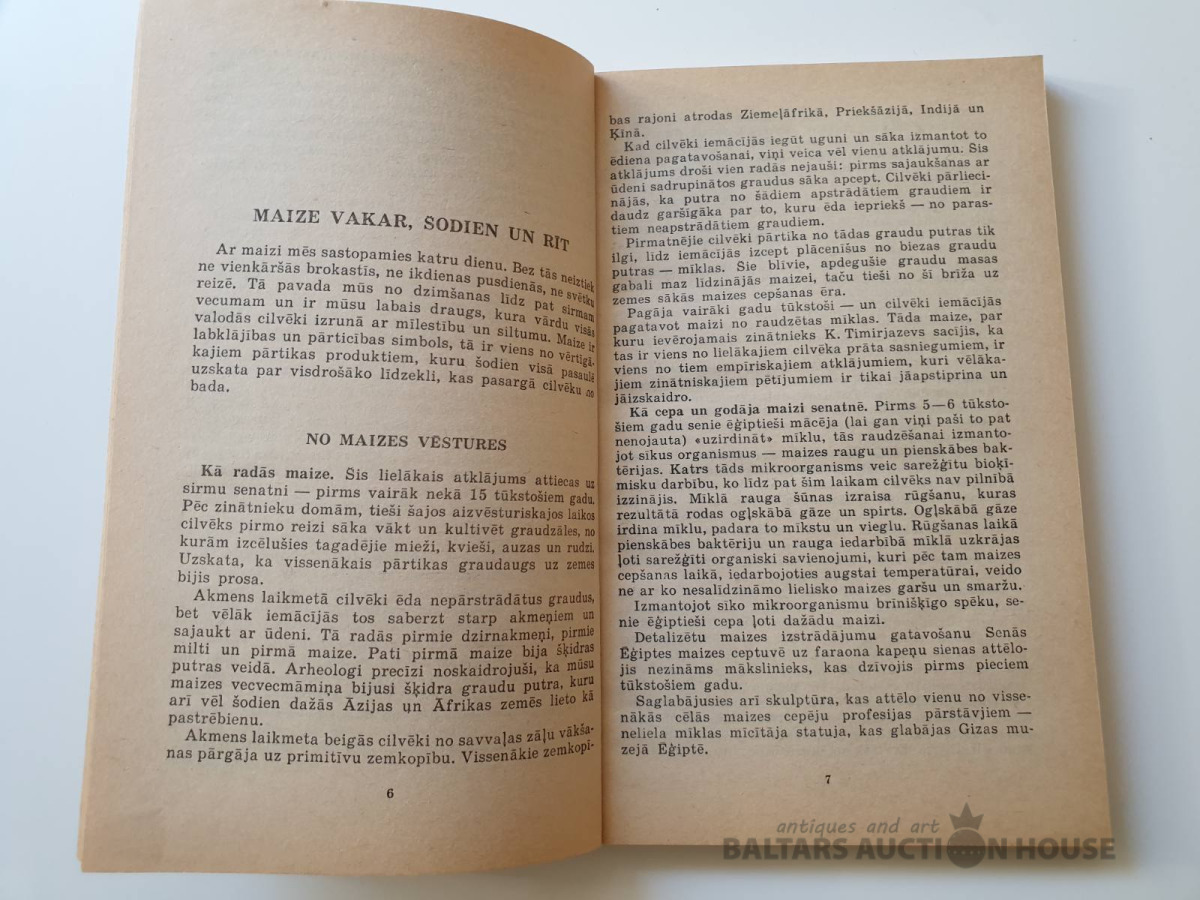 MAIZE VAKAR, SODIEN UN RĪT
Ar maizi mēs sastopamies katru dienu. Bez tās neiztiek
ne vienkāršās brokastīs, ne ikdienas pusdienās, ne svētku
reizē. Tā pavada mūs no dzimšanas līdz pat sirmam
vecumam un ir mūsu labais draugs, kura vārdu visās
valodās cilvēki izrunā ar mīlestību un siltumu. Maize ir
labklājības un pārticības simbols, tā ir viens no vērtīgā-
kajiem pārtikas produktiem, kuru šodien visā pasaulē
uzskata par visdrošāko līdzekli, kas pasargā cilvēku no
bada.
NO MAIZES VĒSTURES
Kā radās maize. Sis lielākais atklājums attiecas uz
sirmu senatni — pirms vairāk nekā 15 tūkstošiem gadu.
Pēc zinātnieku domām, tieši šajos aizvēsturiskajos laikos
cilvēks pirmo reizi sāka vākt un kultivēt graudzāles, no
kurām izcēlušies tagadējie mieži, kvieši, auzas un rudzi.
Uzskata, ka vissenākais pārtikas graudaugs uz zemes
bijis prosa.
Akmens laikmetā cilvēki ēda nepārstrādātus graudus,
bet vēlāk iemācījās tos saberzt starp akmeņiem un
sajaukt ar ūdeni. Tā radās pirmie dzirnakmeņi, pirmie
milti un pirmā maize. Pati pirmā maize bija šķidras
putras veidā. Arheologi precīzi noskaidrojuši, ka mūsu
maizes vecvecmāmiņa bijusi šķidra graudu putra, kuru
arī vēl šodien dažās Āzijas un Āfrikas zemēs lieto kā
pastrēbienu.
Akmens laikmeta beigās cilvēki no savvaļas zāļu vākša-
nas pārgāja uz primitīvu zemkopību. Vissenākie zemkopī-
6
bas rajoni atrodas Ziemeļāfrikā, Priekšāzijā, Indijā un
Ķīnā.
Kad cilvēki iemācījās iegūt uguni un sāka izmantot to
ēdiena pagatavošanai, viņi veica vēl vienu atklājumu. Sis
atklājums droši vien radās nejauši: pirms sajaukšanas ar
ūdeni sadrupinātos graudus sāka apcept. Cilvēki pārlieci-
nājās, ka putra no šādiem apstrādātiem graudiem ir
daudz garšīgāka par to, kuru ēda iepriekš — no paras-
tiem neapstrādātiem graudiem.
Pirmatnējie cilvēki pārtika no tādas graudu putras tik
ilgi, līdz iemācījās izcept plācenīšus no biezas graudu
putras — mīklas. Sie blīvie, apdegušie graudu masas
gabali maz līdzinājās maizei, taču tieši no šī brīža uz
zemes sākās maizes cepšanas ēra.
Pagāja vairāki gadu tūkstoši — un cilvēki iemācījās
pagatavot maizi no raudzētas mīklas. Tāda maize, par
kuru ievērojamais zinātnieks K. Timirjazevs sacījis, ka
tas ir viens no lielākajiem cilvēka prāta sasniegumiem, ir
viens no tiem empīriskajiem atklājumiem, kuri vēlāka-
jiem zinātniskajiem pētījumiem ir tikai jāapstiprina un
jāizskaidro.
Kā cepa un godāja maizi senatnē. Pirms 5—6 tūksto-
šiem gadu senie ēģiptieši mācēja (lai gan viņi paši to pat
nenojauta) «uzirdināt» mīklu, tās raudzēšanai izmanto-
jot sīkus organismus — maizes raugu un pienskābes bak-
tērijas. Katrs tāds mikroorganisms veic sarežģītu bioķī-
misku darbību, ko līdz pat šim laikam cilvēks nav pilnībā
izzinājis. Mīklā rauga šūnas izraisa rūgšanu, kuras
rezultātā rodas ogļskābā gāze un spirts. Ogļskābā gāze
irdina mīklu, padara to mīkstu un vieglu. Rūgšanas laikā
pienskābes baktēriju un rauga iedarbībā mīklā uzkrājas
ļoti sarežģīti organiski savienojumi, kuri pēc tam maizes
cepšanas laikā, iedarbojoties augstai temperatūrai, veido
ne ar ko nesalīdzināmo lielisko maizes garšu un smaržu.
Izmantojot sīko mikroorganismu brīnišķīgo spēku, se-
nie ēģiptieši cepa ļoti dažādu maizi.
Detalizētu maizes izstrādājumu gatavošanu Senās
Ēģiptes maizes ceptuvē uz faraona kapeņu sienas attēlo-
jis nezināms mākslinieks, kas dzīvojis pirms pieciem
tūkstošiem gadu.
Saglabājusies arī skulptūra, kas attēlo vienu no visse-
nākās cēlās maizes cepēju profesijas pārstāvjiem —
neliela mīklas mīcītāja statuja, kas glabājas Gizas mu-
zejā Ēģiptē.
7
antiques and art
BALTARS AUCTION HOUSE